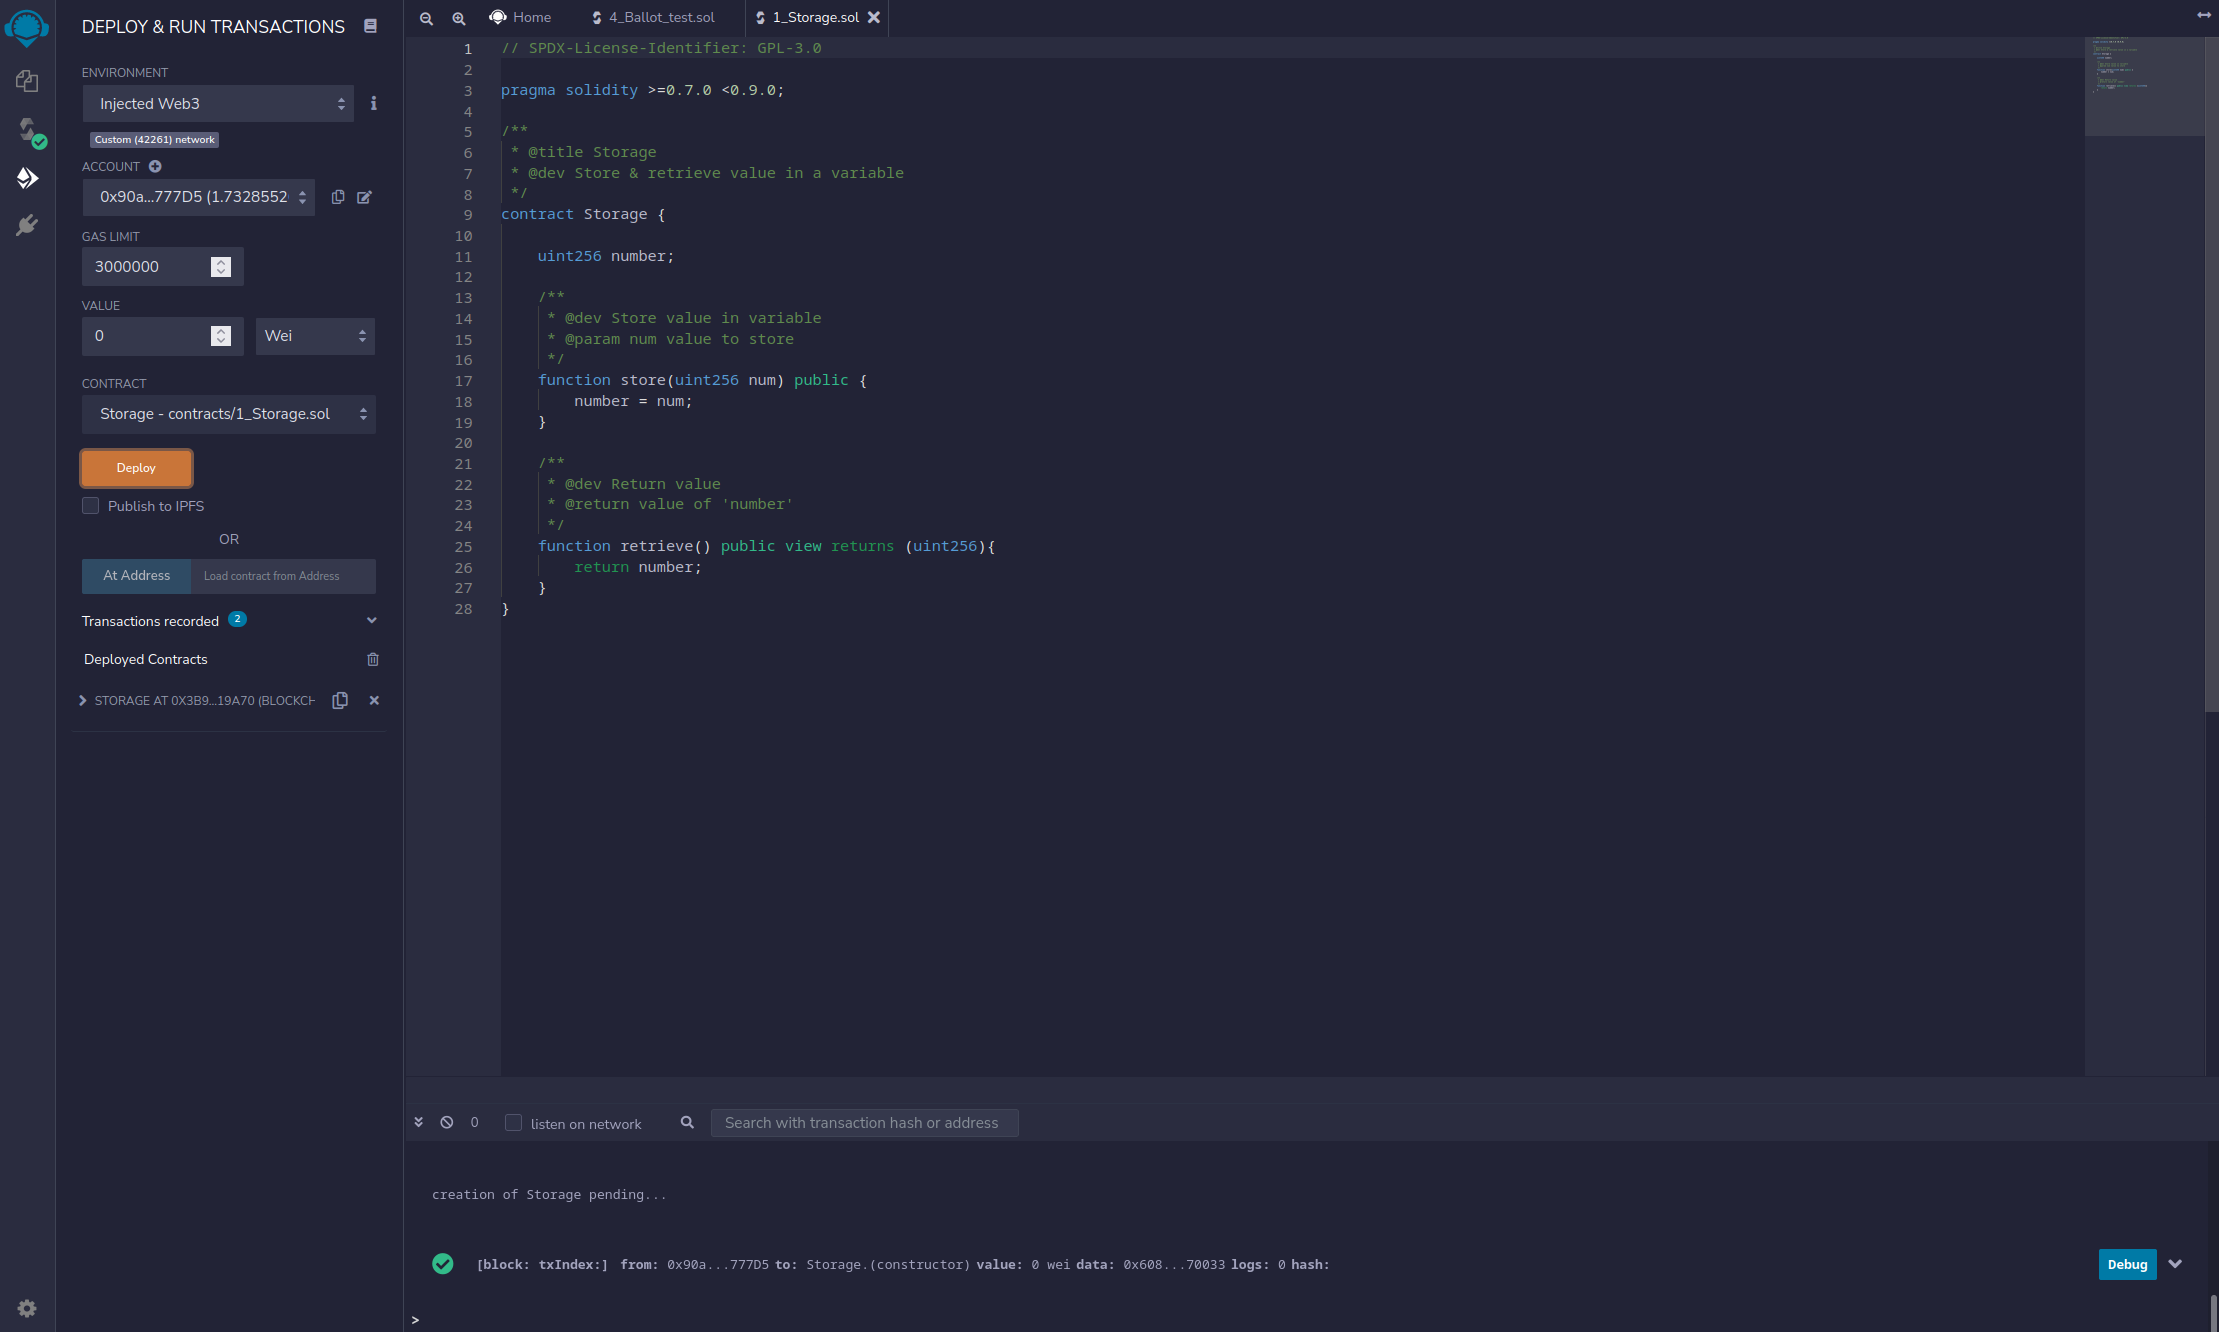 DEPLOY & RUN TRANSACTIONS
ENVIRONMENT
Injected Web3
Custom (42261) network
ACCOUNT
0x90a...777D5 (1.7328552
GAS LIMIT
3000000
VALUE
0
Wei
CONTRACT
Storage - contracts/1_Storage.sol
Deploy
Publish to IPFS
OR
At Address
Load contract from Address
Transactions recorded 2
Deployed Contracts
STORAGE AT 0X3B9...19A70 (BLOCKCH
Home
4_Ballot_test.sol
1_Storage.sol
1 // SPDX-License-Identifier: GPL-3.0
2
3 pragma solidity >=0.7.0 <0.9.0;
4
5 /**
6  * @title Storage
7  * @dev Store & retrieve value in a variable
8  */
9 contract Storage {
10
11     uint256 number;
12
13     /**
14      * @dev Store value in variable
15      * @param num value to store
16      */
17     function store(uint256 num) public {
18         number = num;
19     }
20
21     /**
22      * @dev Return value
23      * @return value of 'number'
24      */
25     function retrieve() public view returns (uint256){
26         return number;
27     }
28 }
0
listen on network
Search with transaction hash or address
creation of Storage pending...
[block: txIndex:] from: 0x90a...777D5 to: Storage.(constructor) value: 0 wei data: 0x608...70033 logs: 0 hash:
Debug
>